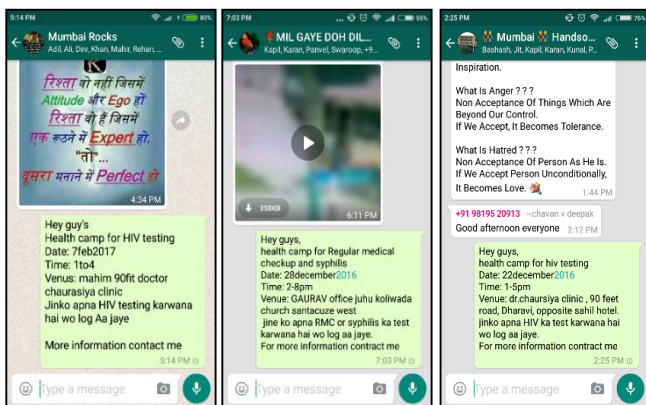 5:14 PM
80%
Mumbai Rocks
Adil, Ali, Dev, Khan, Mahir, Rehan, ...
K
रिश्ता वो नहीं जिसमें
Attitude और Ego हों
रिश्ता वो हैं जिसमें
एक रूठने में Expert हो.
"तो"...
दूसरा मनाने में Perfect हो
4:34 PM
Hey guy's
Health camp for HIV testing
Date: 7feb2017
Time: 1to4
Venus: mahim 90fit doctor
chaurasiya clinic
Jinko apna HIV testing karwana
hai wo log Aa jaye
More information contact me
5:14 PM
Type a message
7:03 PM
55%
MIL GAYE DOH DIL...
Kapil, Karan, Panvel, Swaroop, +9...
358KB
6:11 PM
Hey guys,
health camp for Regular medical
checkup and syphilis
Date: 28december2016
Time: 2-8pm
Venue: GAURAV office juhu koliwada
church santacuze west
jine ko apna RMC or syphilis ka test
karwana hai wo log aa jaye.
For more information contact me
7:03 PM
Type a message
2:25 PM
76%
Mumbai Handso...
Bashash, Jit, Kapil, Karan, Kunal, P...
Inspiration.
What Is Anger ? ? ?
Non Acceptance Of Things Which Are
Beyond Our Control.
If We Accept, It Becomes Tolerance.
What Is Hatred ? ? ?
Non Acceptance Of Person As He Is.
If We Accept Person Unconditionally,
It Becomes Love.
1:44 PM
+91 98195 20913 ~chavan v deepak
Good afternoon everyone 2:12 PM
Hey guys,
health camp for hiv testing
Date: 22december2016
Time: 1-5pm
Venue: dr.chaursiya clinic , 90 feet
road, Dharavi, opposite sahil hotel.
jinko apna HIV ka test karwana hai
wo log aa jaye.
For more information contract me
2:25 PM
Type a message